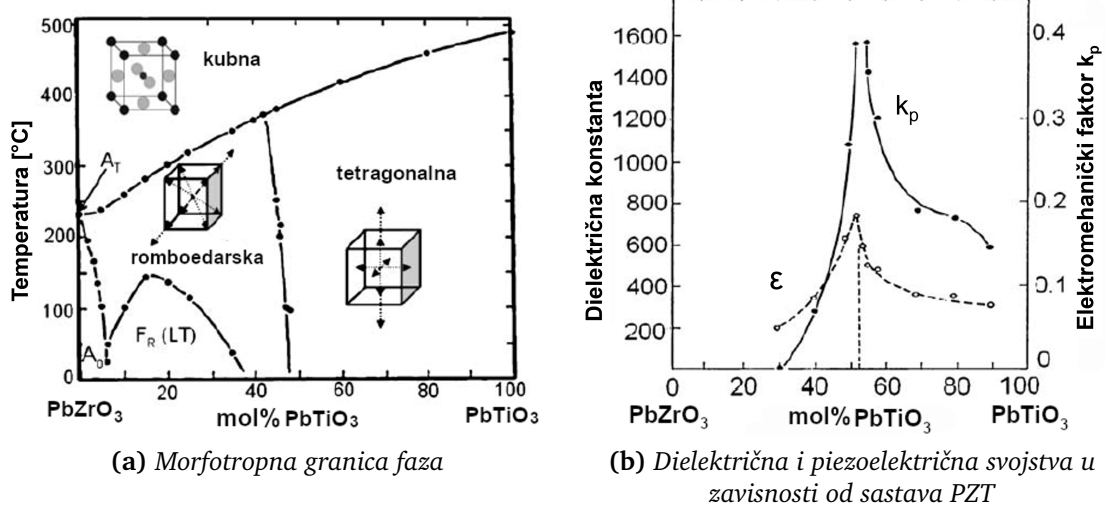 500
400
300
200
200
100
0
Temperatura [°C]
kubna
A_T
tetragonalna
romboedarska
F_R (LT)
A_0
10
20
30
40
60
80
100
PbZrO₃
mol% PbTiO₃
PbTiO₃
(a) Morfotropna granica faza
1600
1400
1200
1000
800
600
400
200
Dielektrična konstanta
k_p
ε
0.4
0.3
0.2
0.1
0
Elektromehanički faktor k_p
0
20
40
60
80
100
PbZrO₃
mol% PbTiO₃
PbTiO₃
(b) Dielektrična i piezoelektrična svojstva u
zavisnosti od sastava PZT